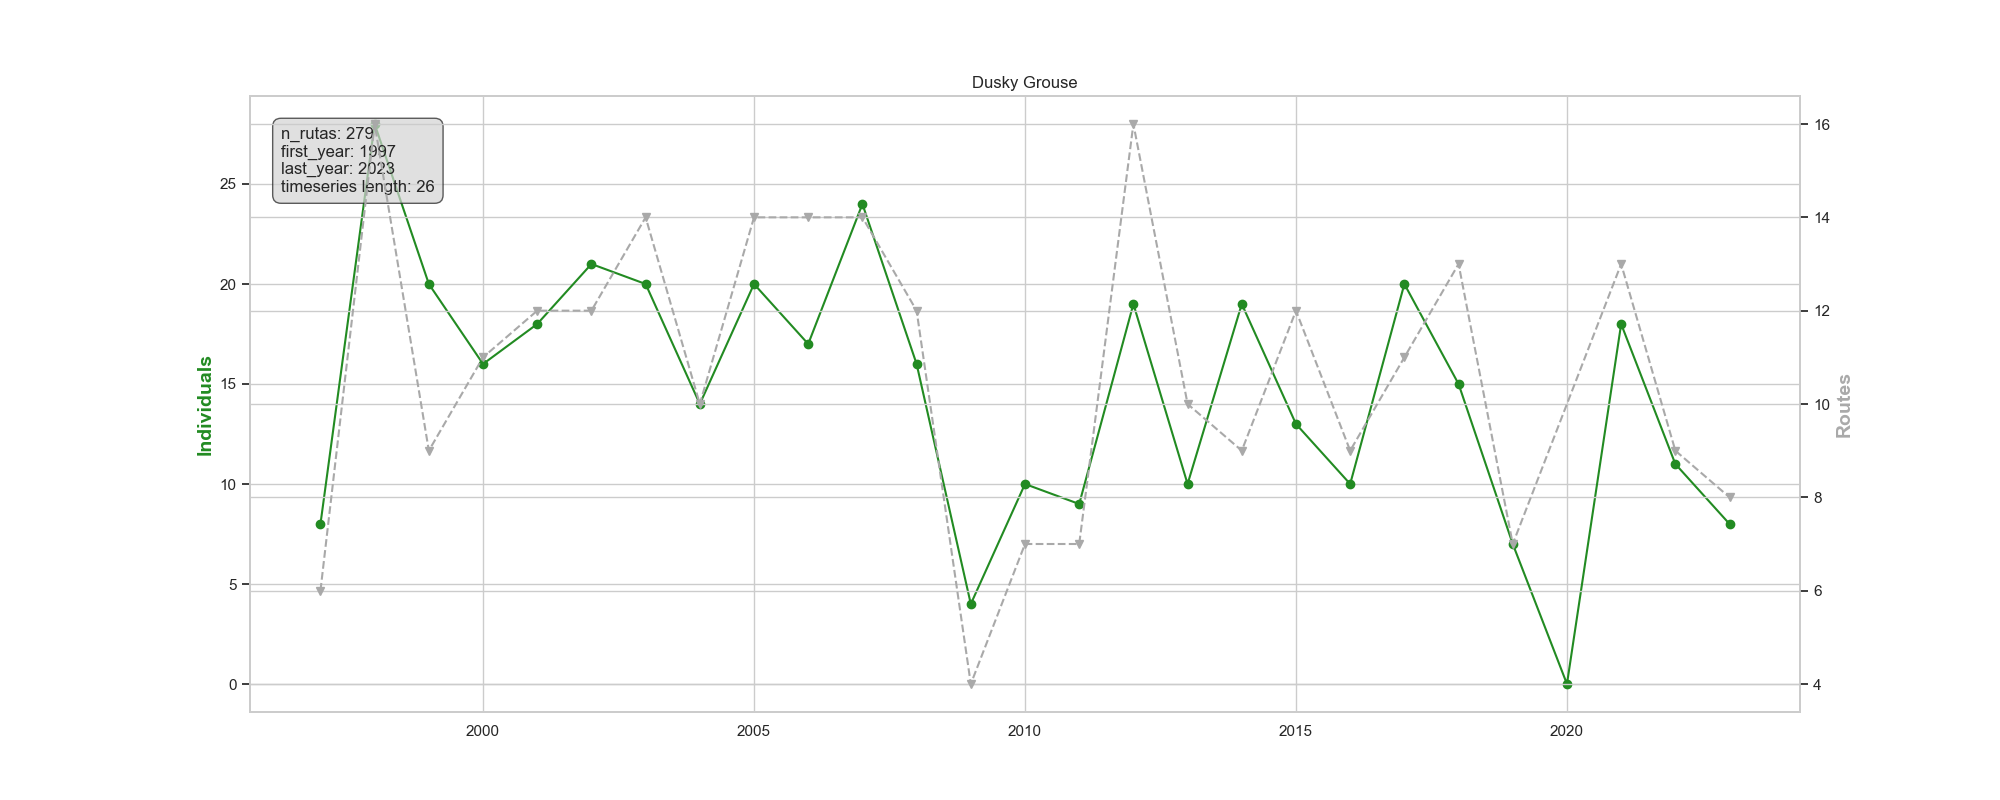 Dusky Grouse
n_rutas: 279
first_year: 1997
last_year: 2023
timeseries length: 26
Individuals
25
20
15
10
5
0
16
14
12
10
8
6
4
Routes
2000
2005
2010
2015
2020